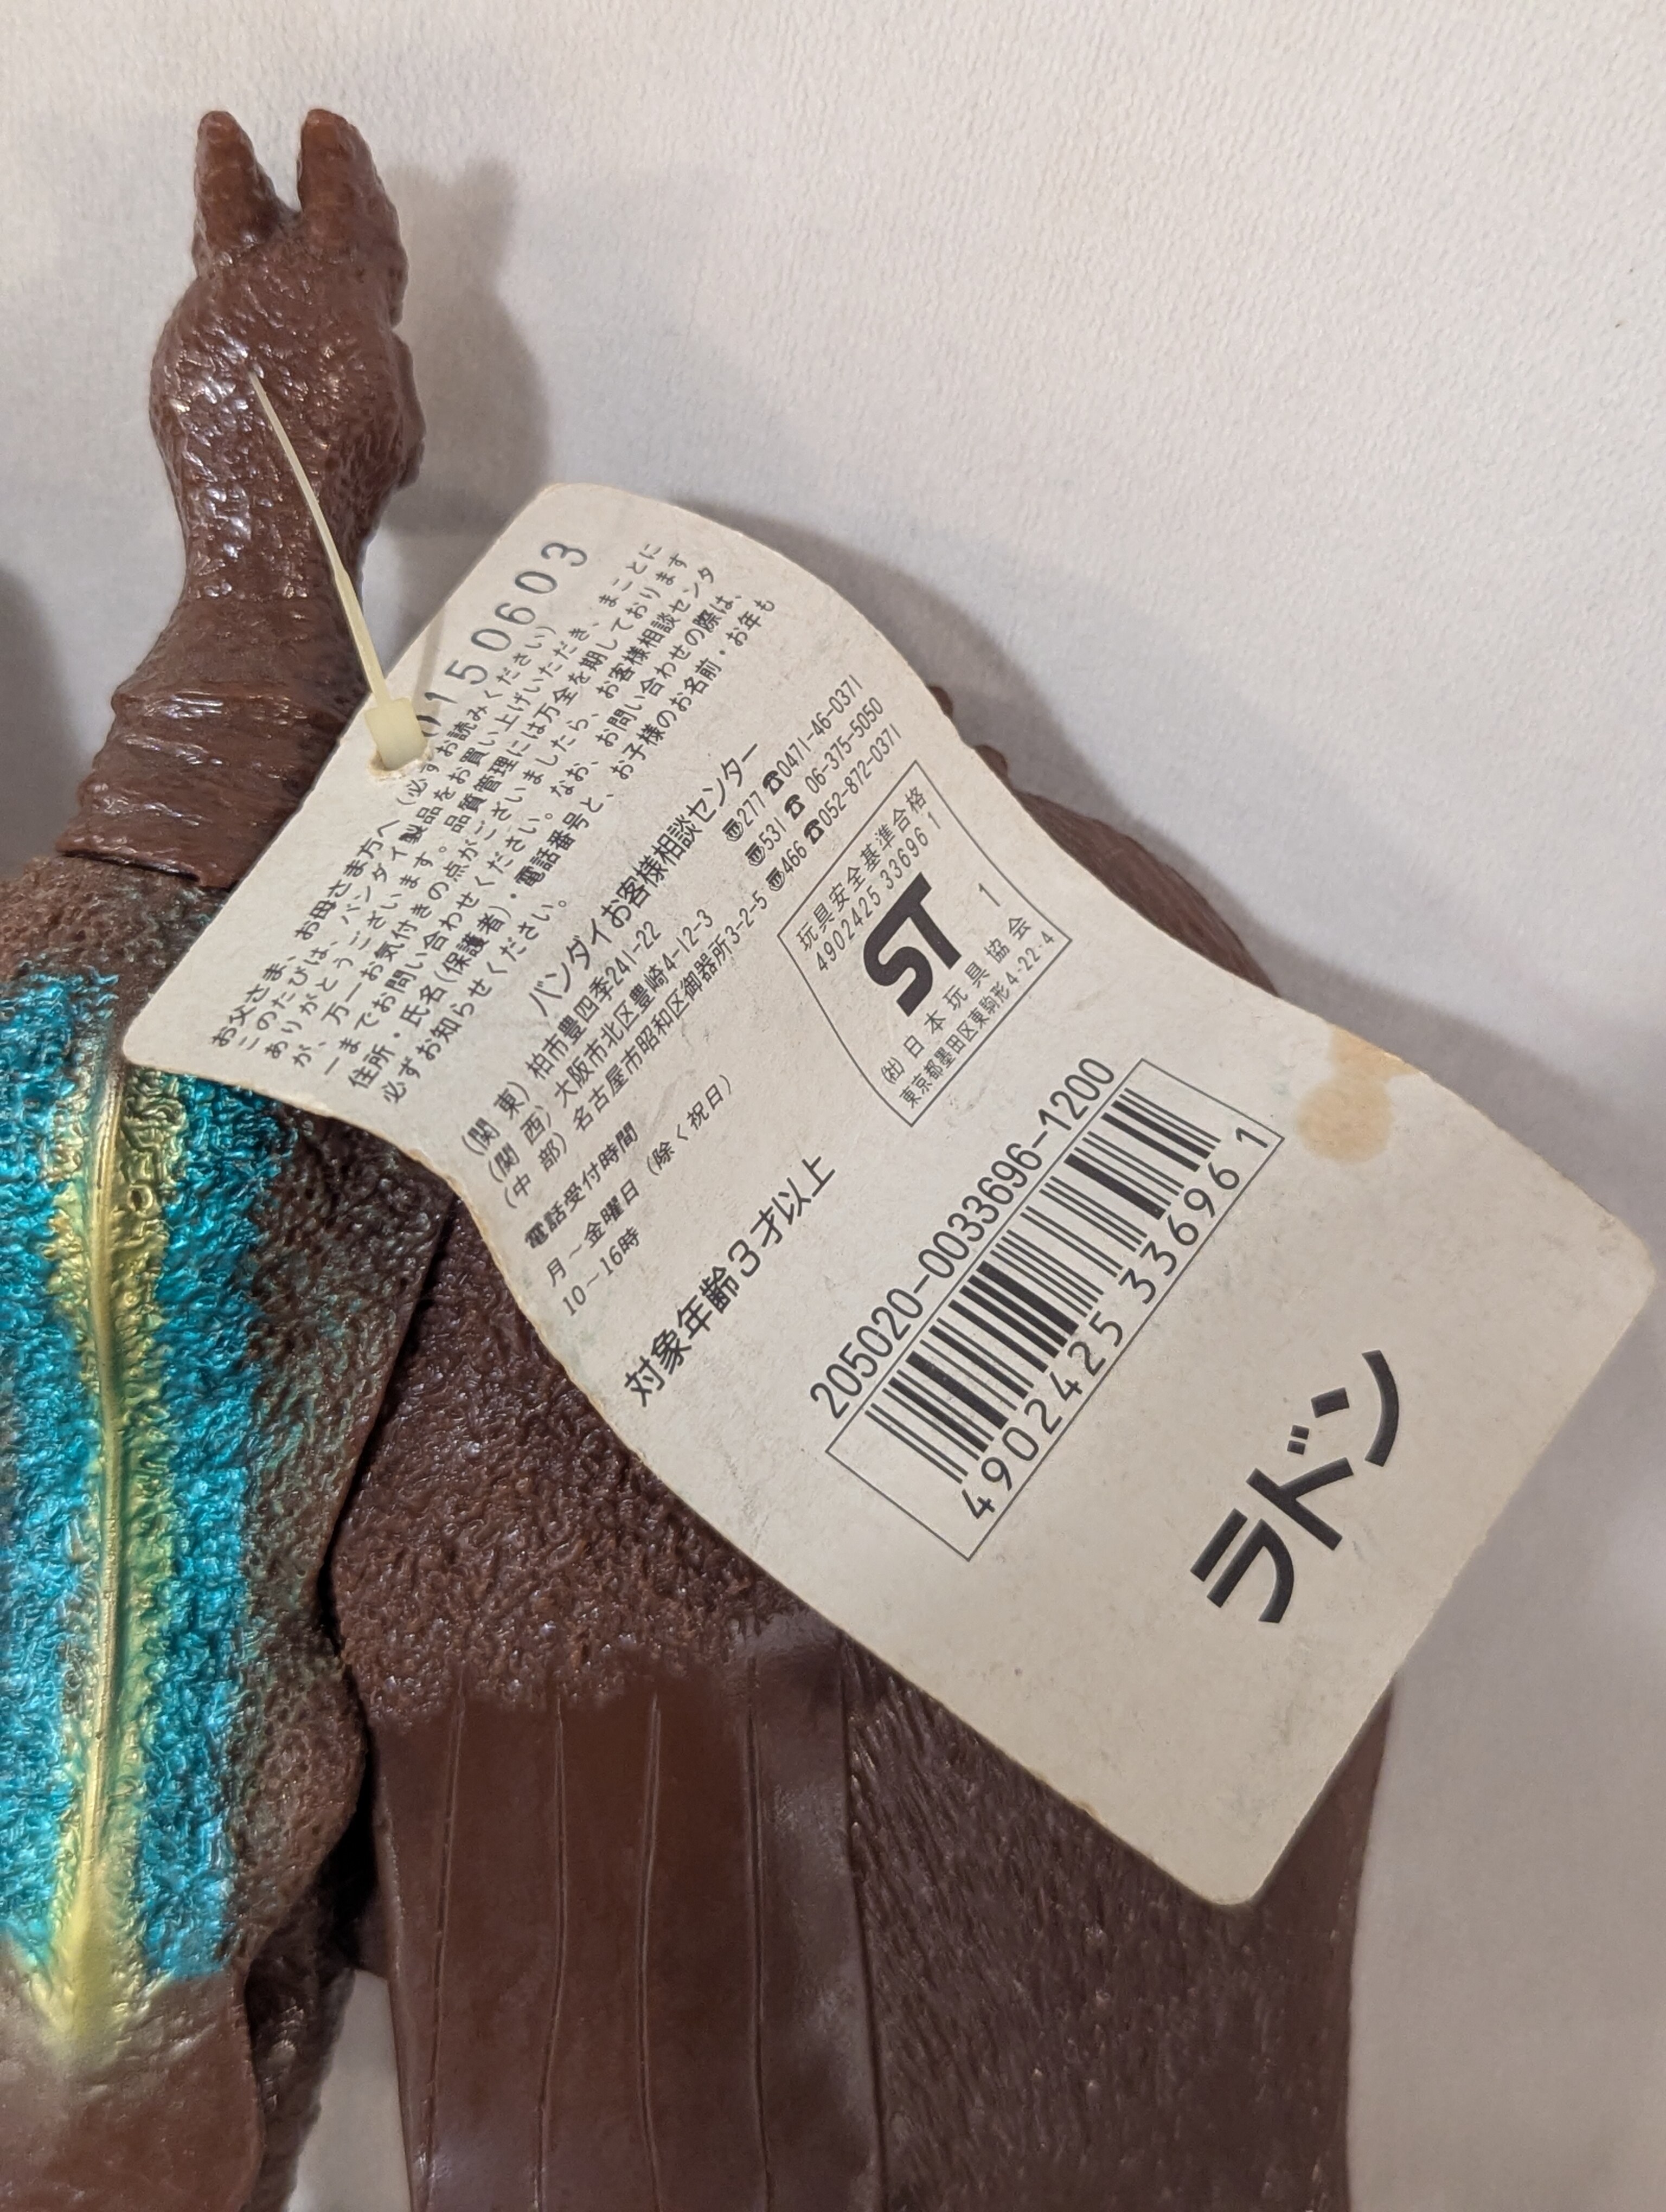 0150603
お父さま、お母さま方へ(必ずお読みください)
このたびは、バンダイ製品をお買い上げいただき、まことに
ありがとうございます。品質管理には万全を期しております
が、万一お気付きの点がございましたら、お客様相談センタ
ーまでお問い合わせください。なお、お問い合わせの際は、
住所・氏名(保護者)・電話番号と、お子様のお名前・お年も
必ずお知らせください。
バンダイお客様相談センター
(関東) 柏市豊四季241-22 〠277 ☎0471-46-0371
(関西) 大阪市北区豊崎4-12-3 〠531 ☎ 06-375-5050
(中部) 名古屋市昭和区御器所3-2-5 〠466 ☎052-872-0371
電話受付時間
月～金曜日 (除く祝日)
10～16時
玩具安全基準合格
4902425 33696 1
ST
1
(社)日本玩具協会
東京都墨田区東駒形4-22-4
対象年齢3才以上
205020-0033696-1200
4902425 336961
ラドン